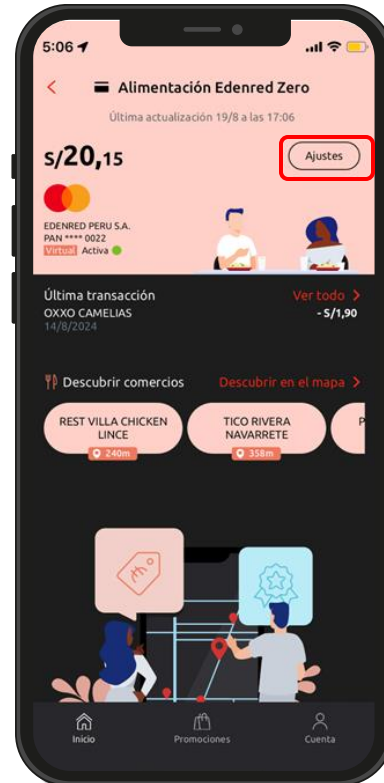 5:06
Alimentación Edenred Zero
Última actualización 19/8 a las 17:06
S/20,15
Ajustes
EDENRED PERU S.A.
PAN **** 0022
Virtual Activa
Última transacción
Ver todo >
OXXO CAMELIAS
- S/1,90
14/8/2024
Descubrir comercios
Descubrir en el mapa >
REST VILLA CHICKEN
LINCE
240m
TICO RIVERA
NAVARRETE
358m
P
Inicio
Promociones
Cuenta